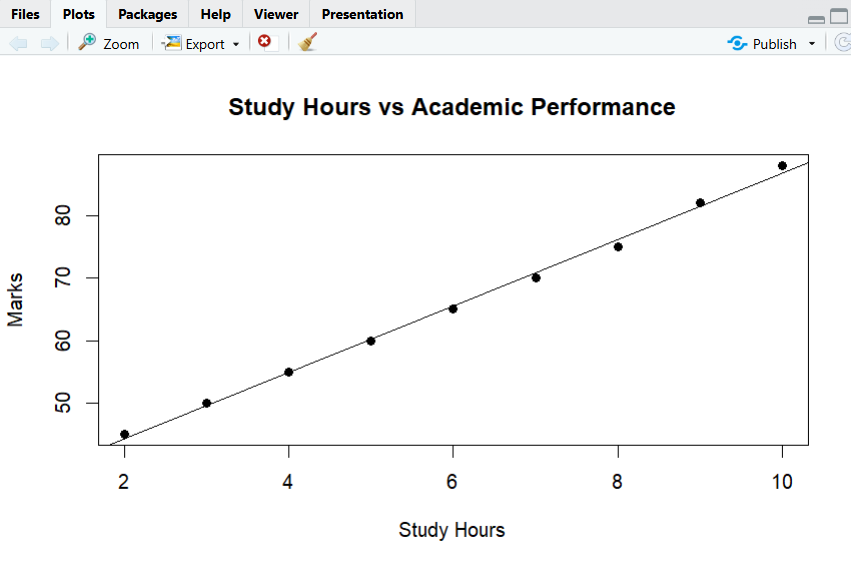 Files Plots Packages Help Viewer Presentation
Zoom Export Publish
Study Hours vs Academic Performance
80
70
60
50
Marks
2 4 6 8 10
Study Hours